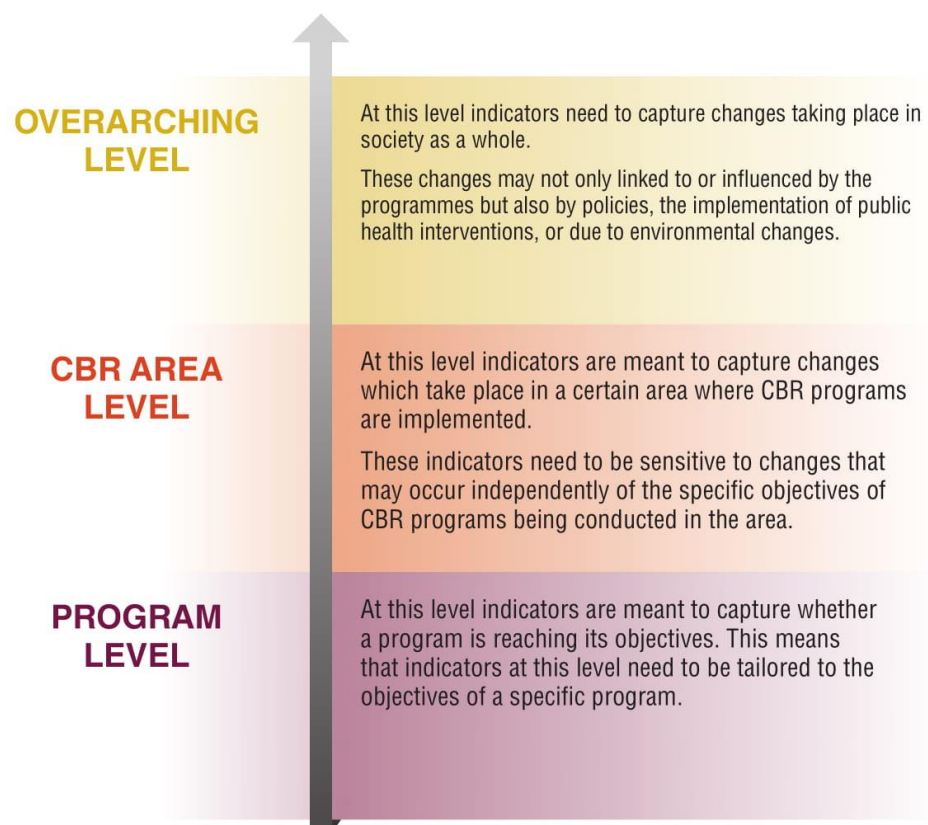 OVERARCHING
LEVEL
At this level indicators need to capture changes taking place in
society as a whole.
These changes may not only linked to or influenced by the
programmes but also by policies, the implementation of public
health interventions, or due to environmental changes.
CBR AREA
LEVEL
At this level indicators are meant to capture changes
which take place in a certain area where CBR programs
are implemented.
These indicators need to be sensitive to changes that
may occur independently of the specific objectives of
CBR programs being conducted in the area.
PROGRAM
LEVEL
At this level indicators are meant to capture whether
a program is reaching its objectives. This means
that indicators at this level need to be tailored to the
objectives of a specific program.